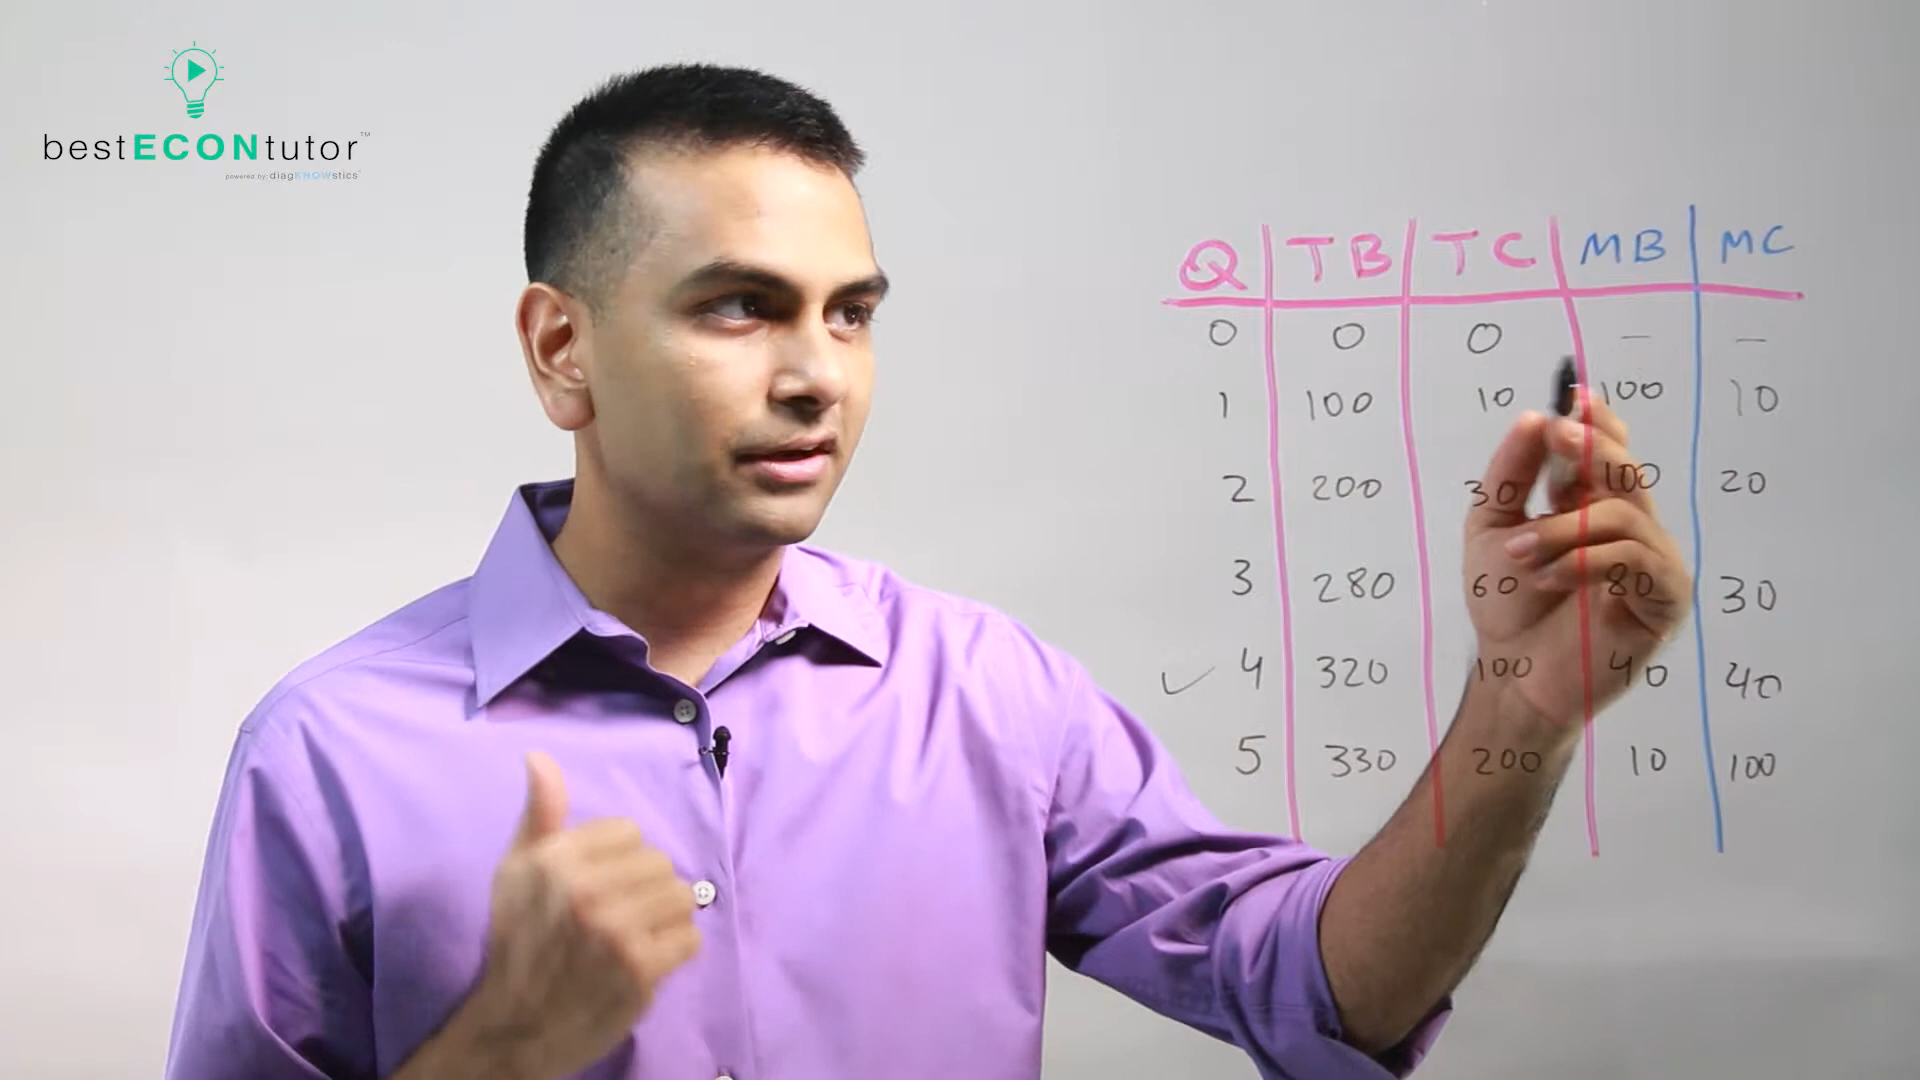 bestECONtutor™
powered by: diagKNOWstics
Q TB TC MB MC
0 0 0 — —
1 100 10 100 10
2 200 30 100 20
3 280 60 80 30
✓ 4 320 100 40 40
5 330 200 10 100